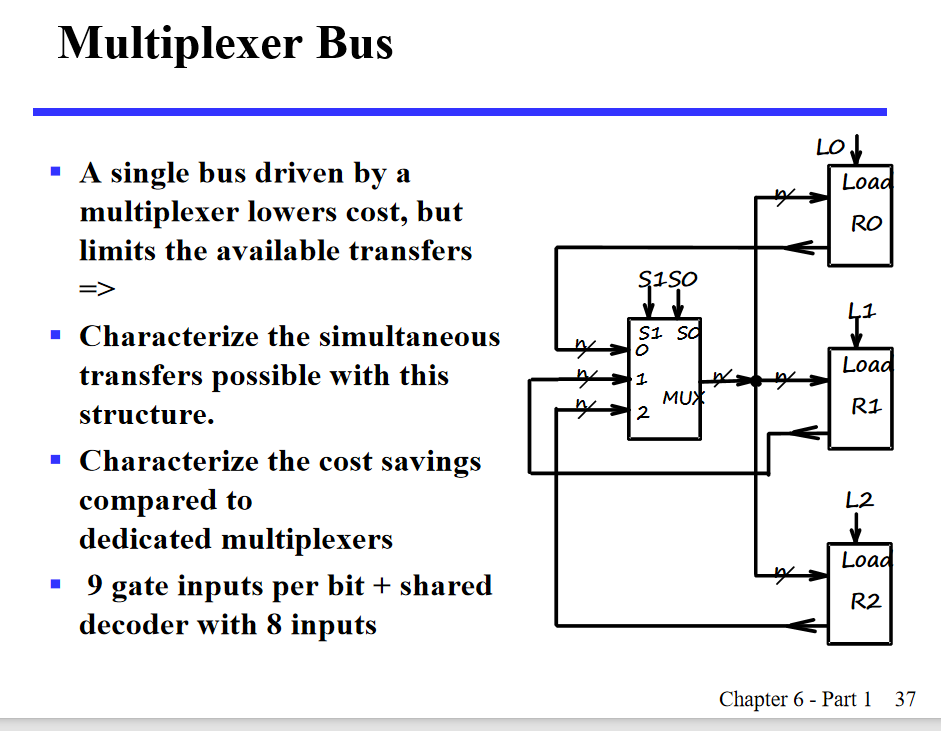 Multiplexer Bus
A single bus driven by a
multiplexer lowers cost, but
limits the available transfers
=>
Characterize the simultaneous
transfers possible with this
structure.
Characterize the cost savings
compared to
dedicated multiplexers
9 gate inputs per bit + shared
decoder with 8 inputs
L0
Load
R0
n
S1S0
S1 S0
0
1
2
MUX
n
n
n
n
L1
Load
R1
n
L2
Load
R2
n
Chapter 6 - Part 1 37